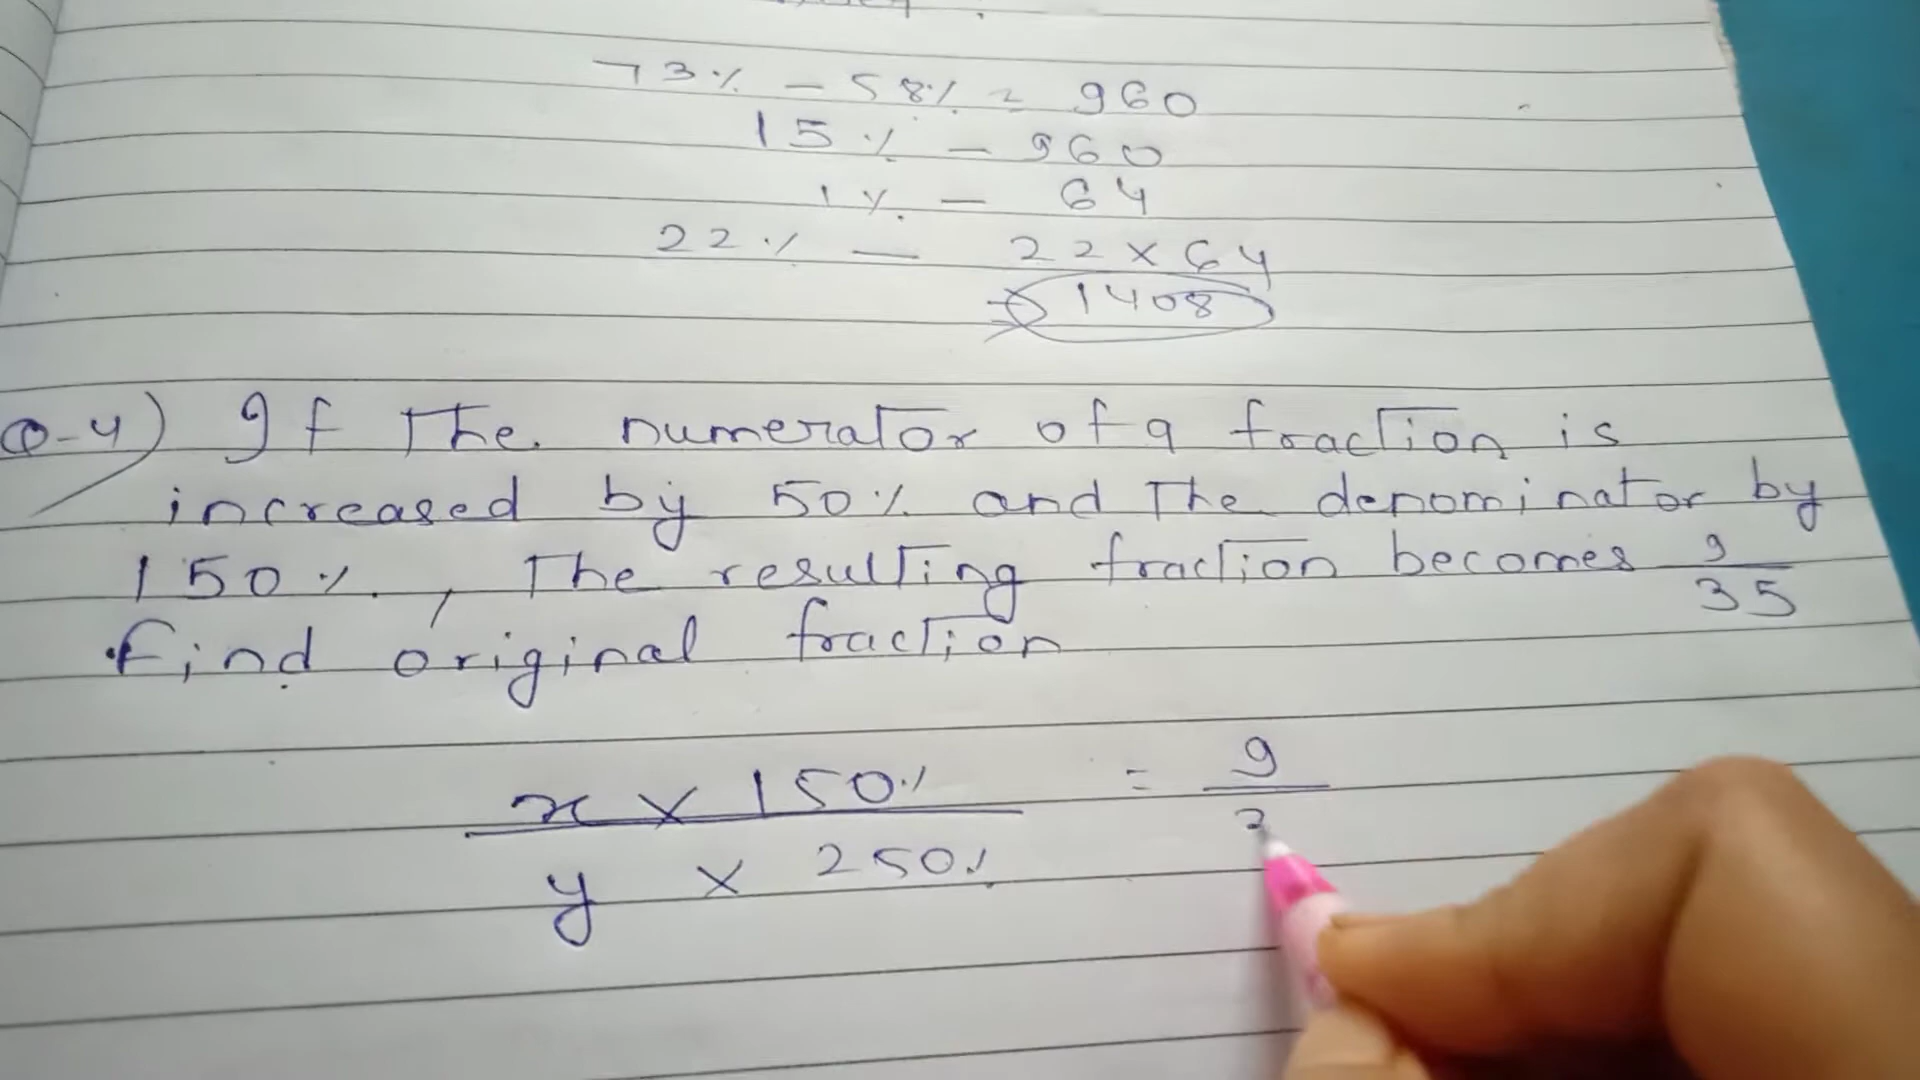 73% - 58% = 960
15% - 960
1% - 64
22% - 22 × 64
⇒ 1408
Q-4) If The numerator of a fraction is
increased by 50% and The denominator by
150%, The resulting fraction becomes 9/35
Find original fraction
x × 150% / y × 250% = 9/3